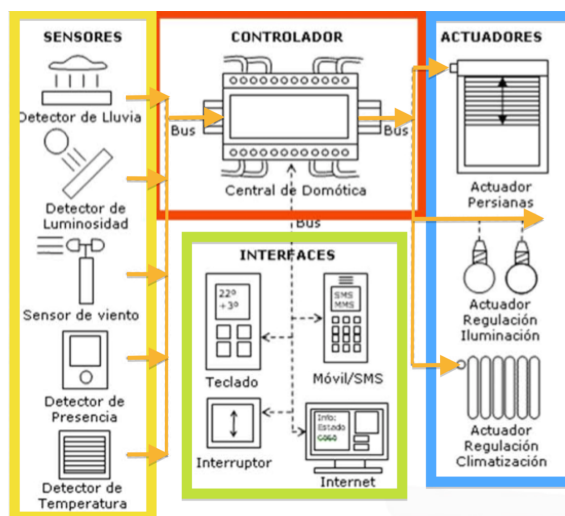 SENSORES
Detector de Lluvia
Detector de
Luminosidad
Sensor de viento
Detector de
Presencia
Detector de
Temperatura
CONTROLADOR
Bus
Bus
Central de Domótica
Bus
INTERFACES
22º
+3º
Teclado
SMS
MMS
Móvil/SMS
Interruptor
Info:
Estado
Internet
ACTUADORES
Actuador
Persianas
Actuador
Regulación
Iluminación
Actuador
Regulación
Climatización